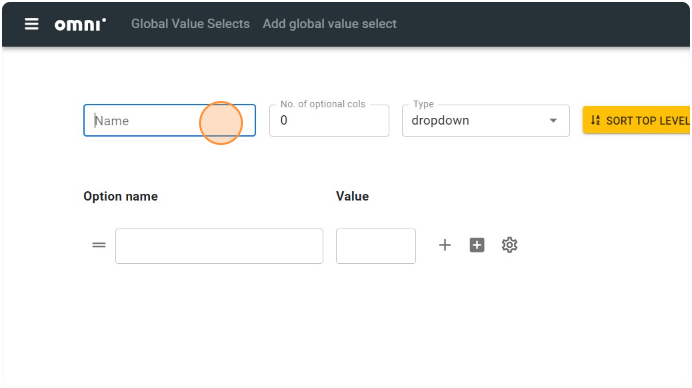 omni Global Value Selects Add global value select
Name
No. of optional cols
0
Type
dropdown
SORT TOP LEVEL
Option name Value